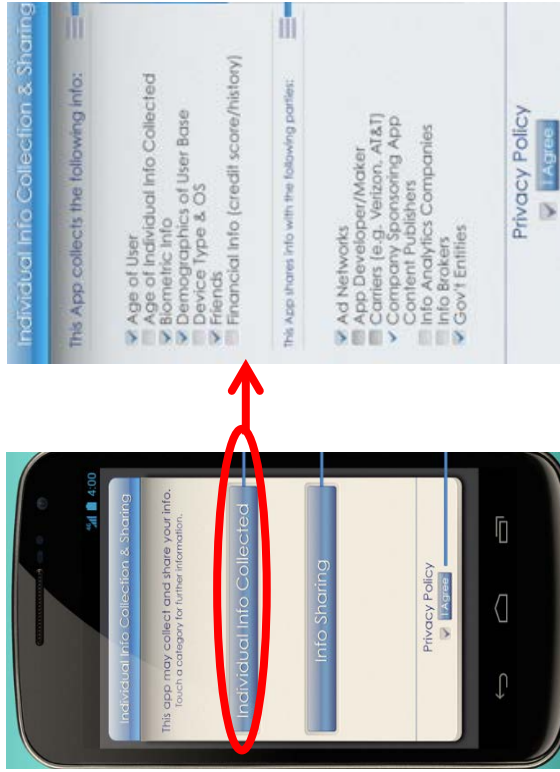 4:00
Individual Info Collection & Sharing
This app may collect and share your info.
Touch a category for further information.
Individual Info Collected
Info Sharing
Privacy Policy
I Agree
Individual Info Collection & Sharing
This App collects the following info:
Age of User
Age of Individual Info Collected
Biometric Info
Demographics of User Base
Device Type & OS
Friends
Financial Info (credit score/history)
This App shares info with the following parties:
Ad Networks
App Developer/Maker
Carriers (e.g. Verizon, AT&T)
Company Sponsoring App
Content Publishers
Info Analytics Companies
Info Brokers
Gov't Entities
Privacy Policy
I Agree